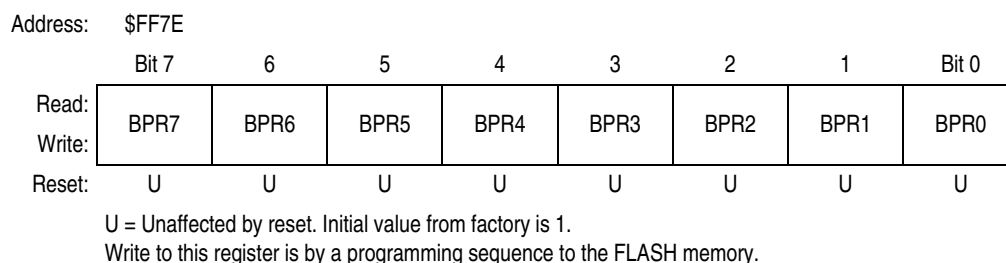 Address: $FF7E
Bit 7 6 5 4 3 2 1 Bit 0
Read:
BPR7 BPR6 BPR5 BPR4 BPR3 BPR2 BPR1 BPR0
Write:
Reset: U U U U U U U U
U = Unaffected by reset. Initial value from factory is 1.
Write to this register is by a programming sequence to the FLASH memory.